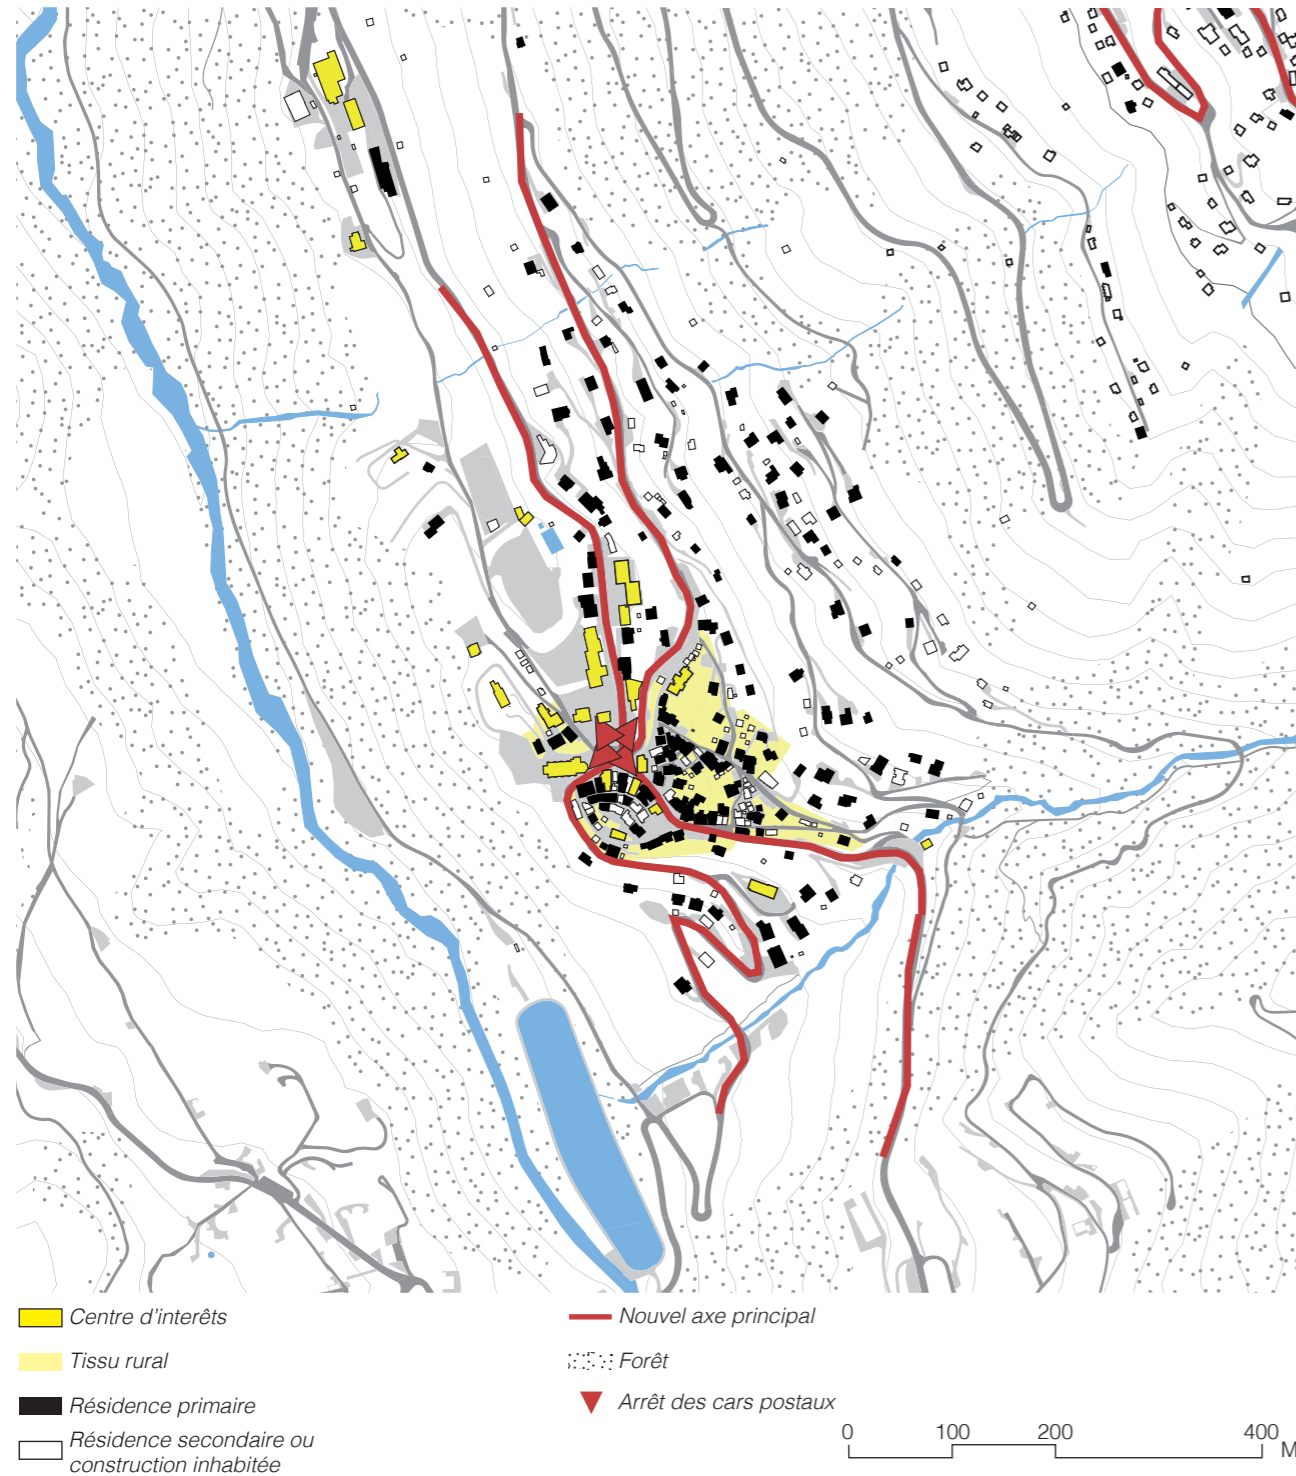 Centre d'interêts
Tissu rural
Résidence primaire
Résidence secondaire ou
construction inhabitée
Nouvel axe principal
Forêt
Arrêt des cars postaux
0 100 200 400 M